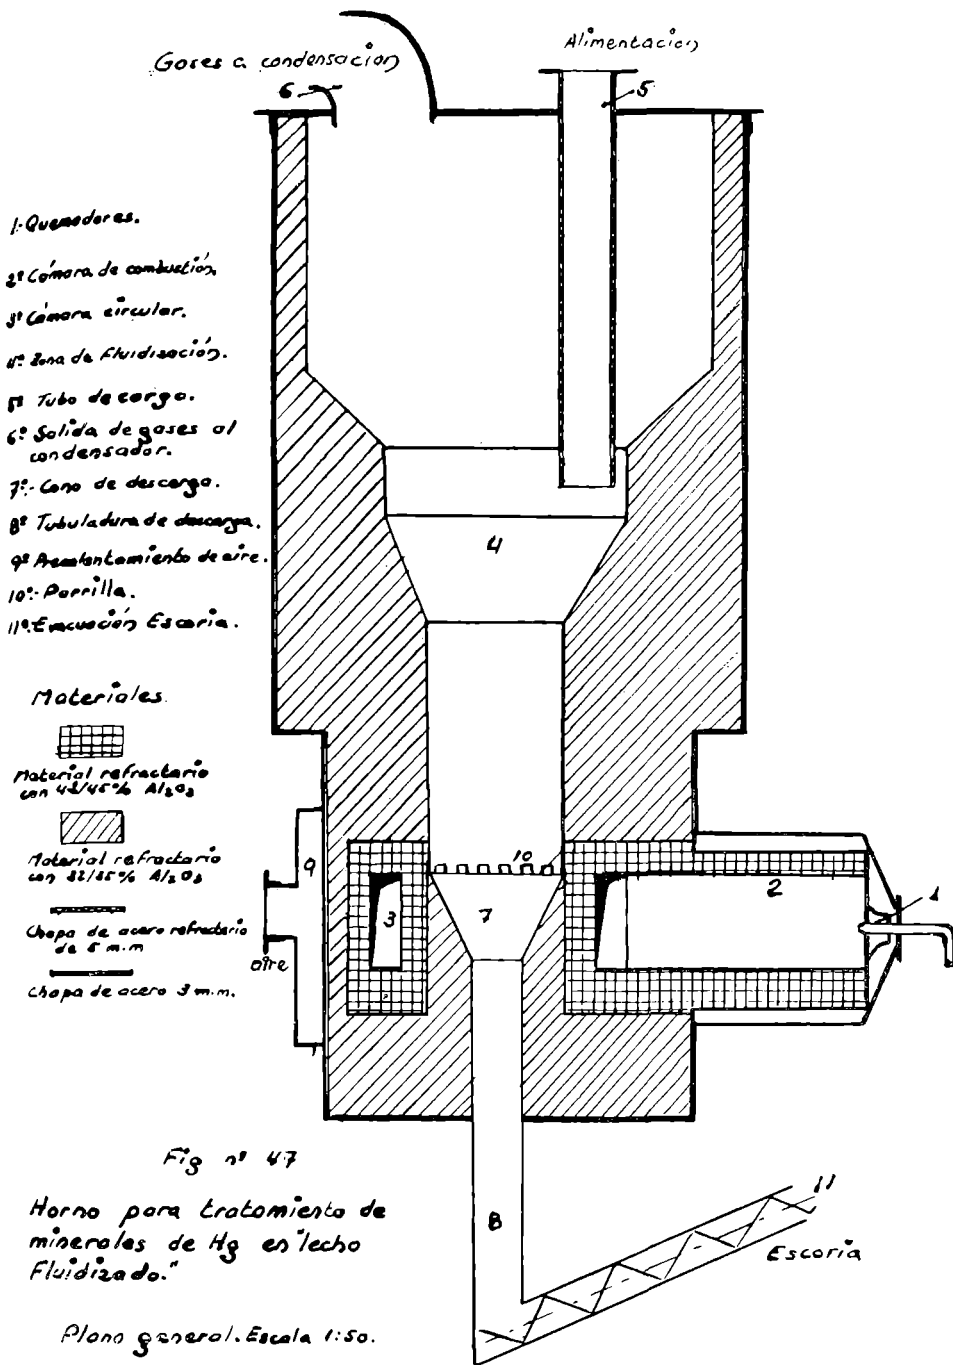 Gases a condensacion
Alimentacion
6
5
1.- Quemadores.
2º Cámara de combustión.
3º Cámara circular.
4º Zona de Fluidización.
5º Tubo de cargo.
6º Salida de gases al
condensador.
7º.- Cono de descarga.
8º Tubuladura de descarga.
9º de aire.
10º.- Parrilla.
11º. Evacuación Escoria.
4
Materiales
Material refractario
con 42/45% Al₂O₃
Material refractario
con 32/35% Al₂O₃
Chapa de acero refractario
de 5 m.m
Chapa de acero 3 m.m.
9
aire
3
10
7
2
1
8
11
Escoria
Fig nº 47
Horno para tratamiento de
minerales de Hg en "lecho
Fluidizado."
Plano general. Escala 1:50.